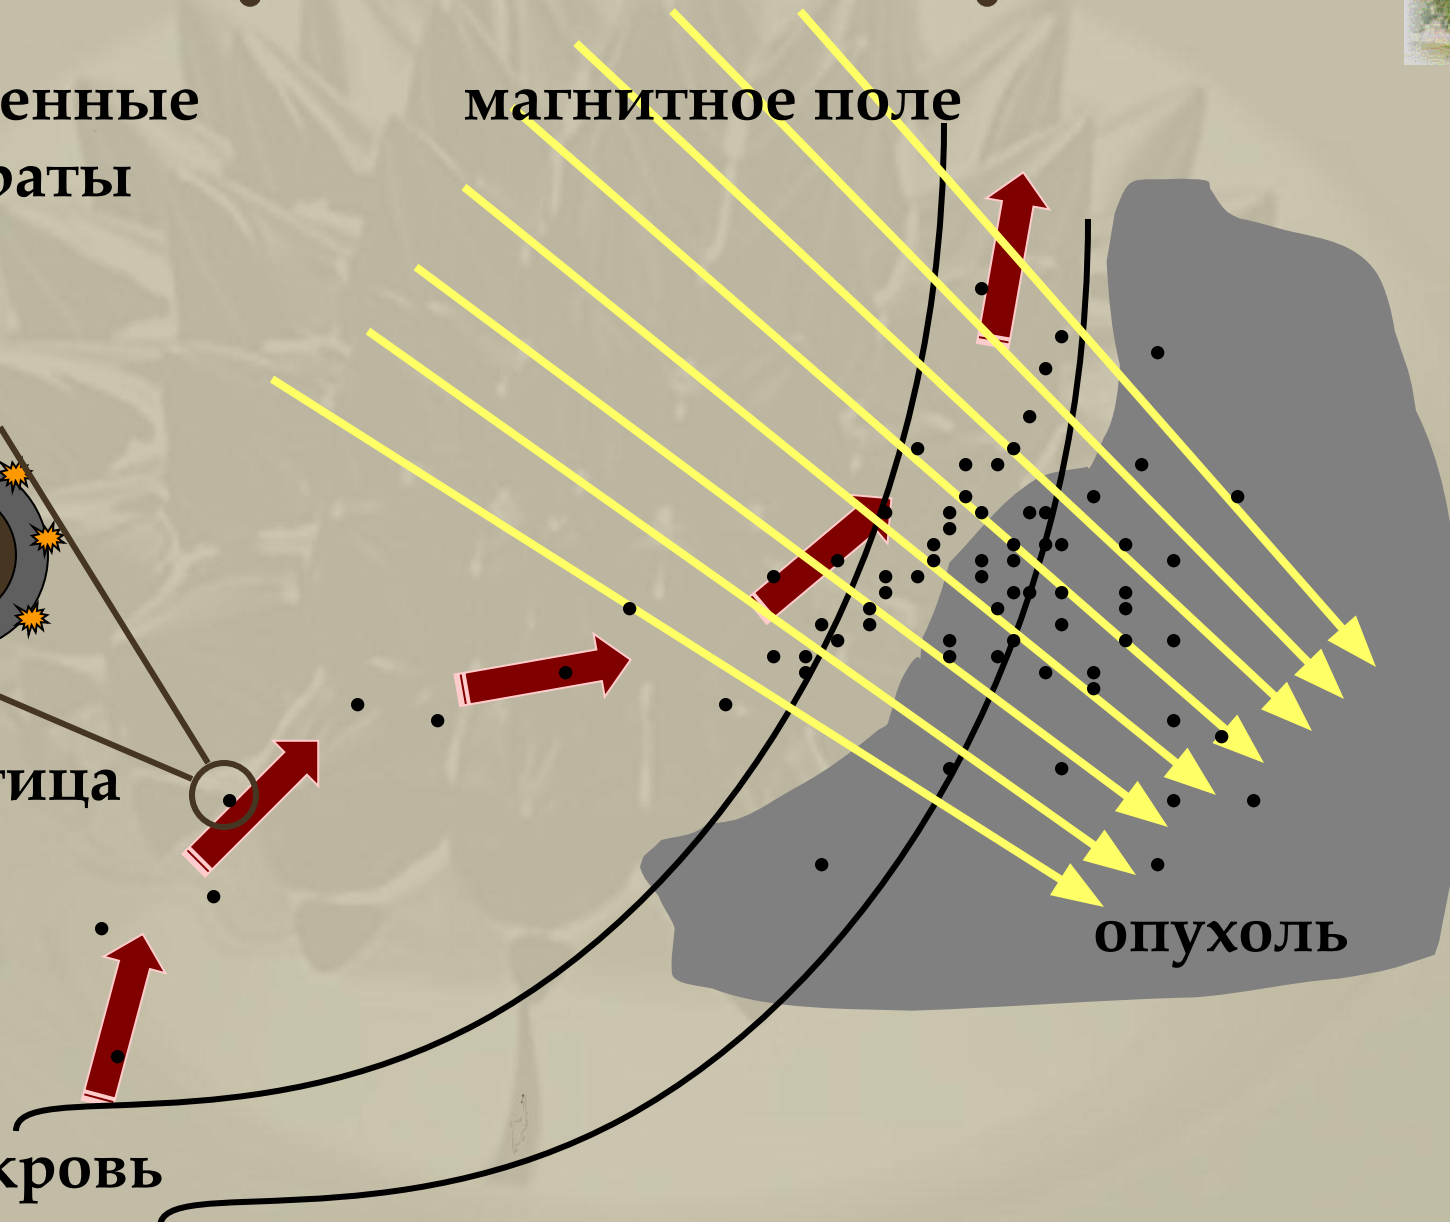 енные
магнитное поле
раты
тица
опухоль
кровь